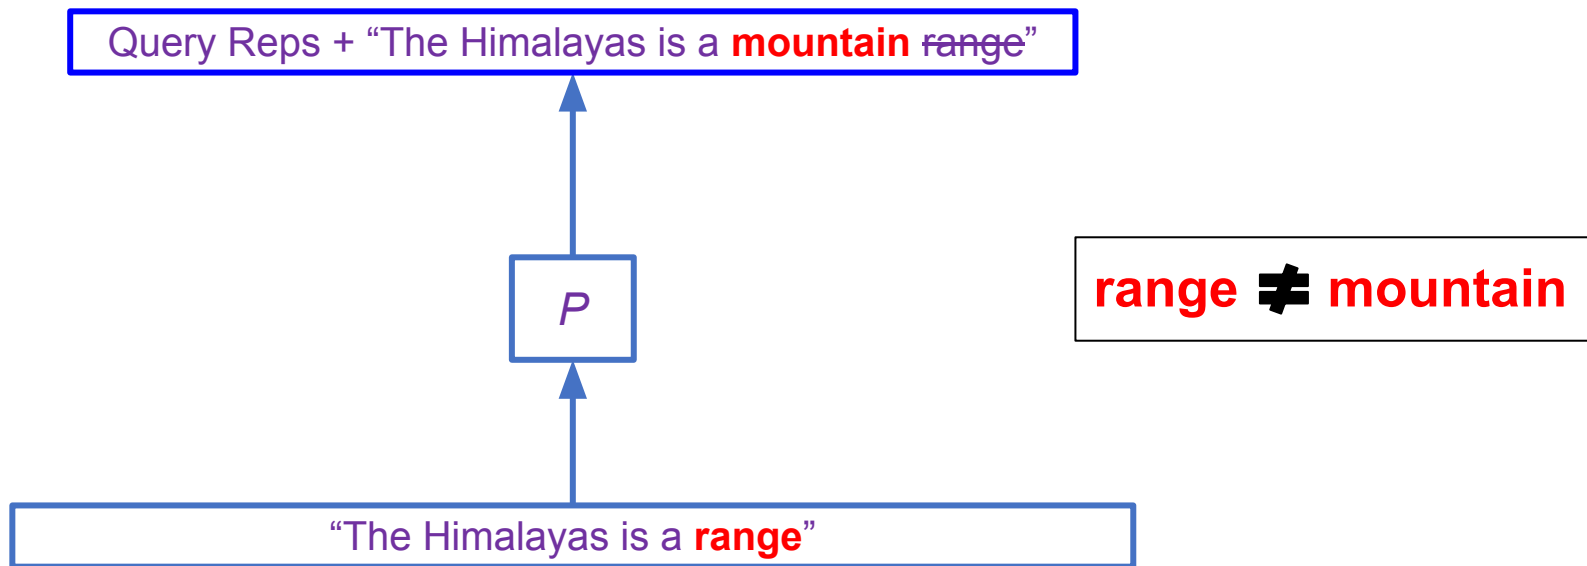 Query Reps + “The Himalayas is a mountain range”
P
range ≠ mountain
“The Himalayas is a range”